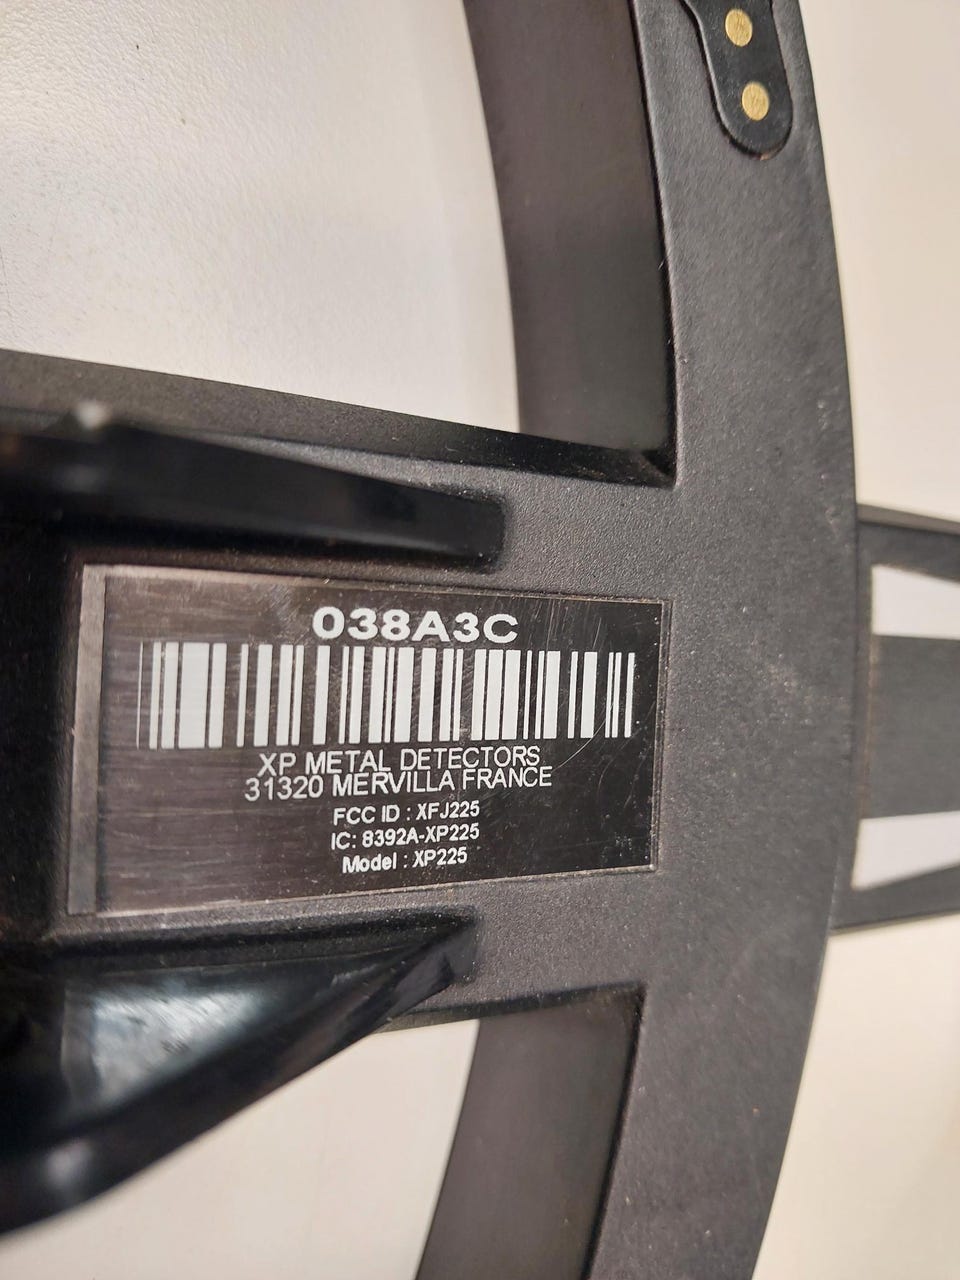 038A3C
XP METAL DETECTORS
31320 MERVILLA FRANCE
FCC ID : XFJ225
IC: 8392A-XP225
Model : XP225